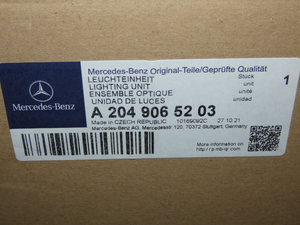 Mercedes-Benz Original-Teile/Geprüfte Qualität
LEUCHTEINHEIT
LIGHTING UNIT
ENSEMBLE OPTIQUE
UNIDAD DE LUCES
Stück
unit
unité
unidad
1
Mercedes-Benz
A 204 906 52 03
Made in CZECH REPUBLIC 10169092C 27.10.21
Mercedes-Benz AG, Mercedesstr 120, 70372 Stuttgart, Germany
More information on